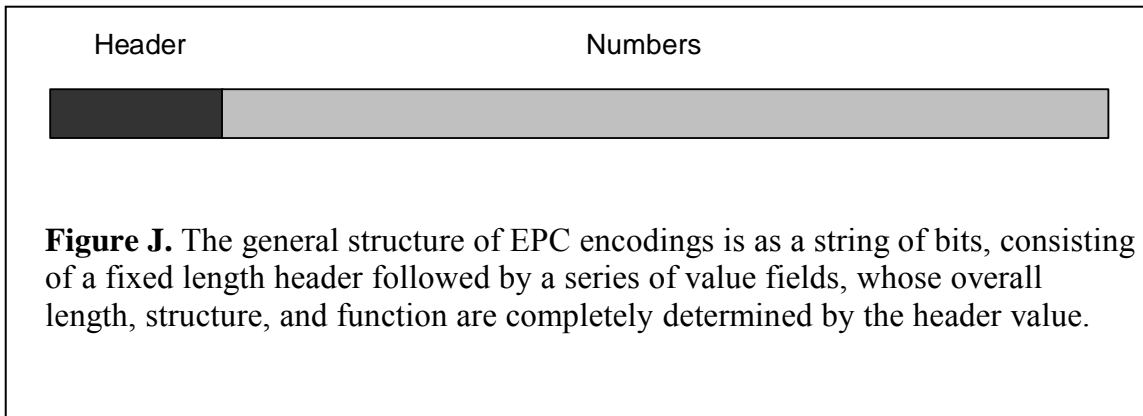 Header Numbers
Figure J. The general structure of EPC encodings is as a string of bits, consisting
of a fixed length header followed by a series of value fields, whose overall
length, structure, and function are completely determined by the header value.